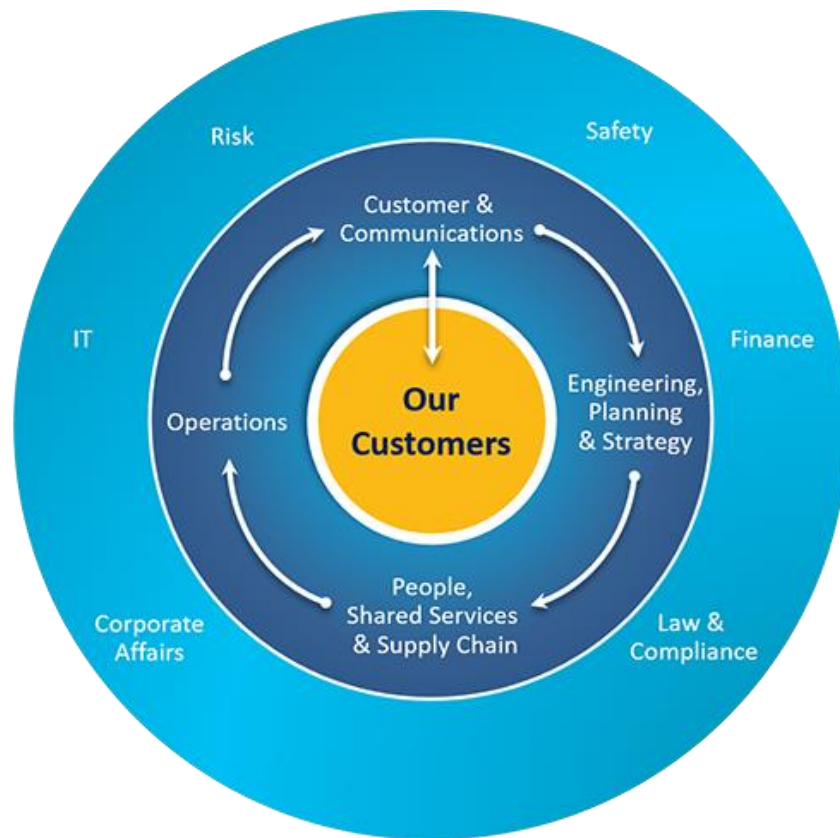 Risk
Safety
Customer &
Communications
IT
Finance
Our
Customers
Engineering,
Planning
& Strategy
Operations
People,
Shared Services
& Supply Chain
Corporate
Affairs
Law &
Compliance